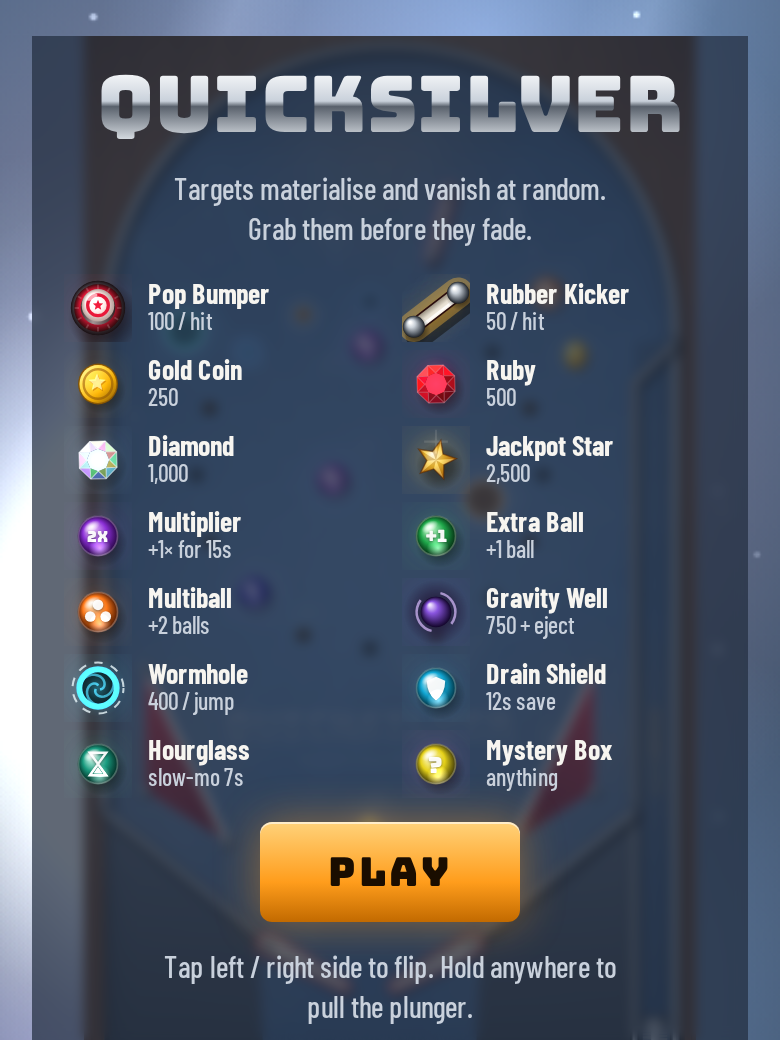 QUICKSILVER
Targets materialise and vanish at random.
Grab them before they fade.
Pop Bumper
100 / hit
Rubber Kicker
50 / hit
Gold Coin
250
Ruby
500
Diamond
1,000
Jackpot Star
2,500
2X
Multiplier
+1× for 15s
+1
Extra Ball
+1 ball
Multiball
+2 balls
Gravity Well
750 + eject
Wormhole
400 / jump
Drain Shield
12s save
Hourglass
slow-mo 7s
?
Mystery Box
anything
PLAY
Tap left / right side to flip. Hold anywhere to
pull the plunger.